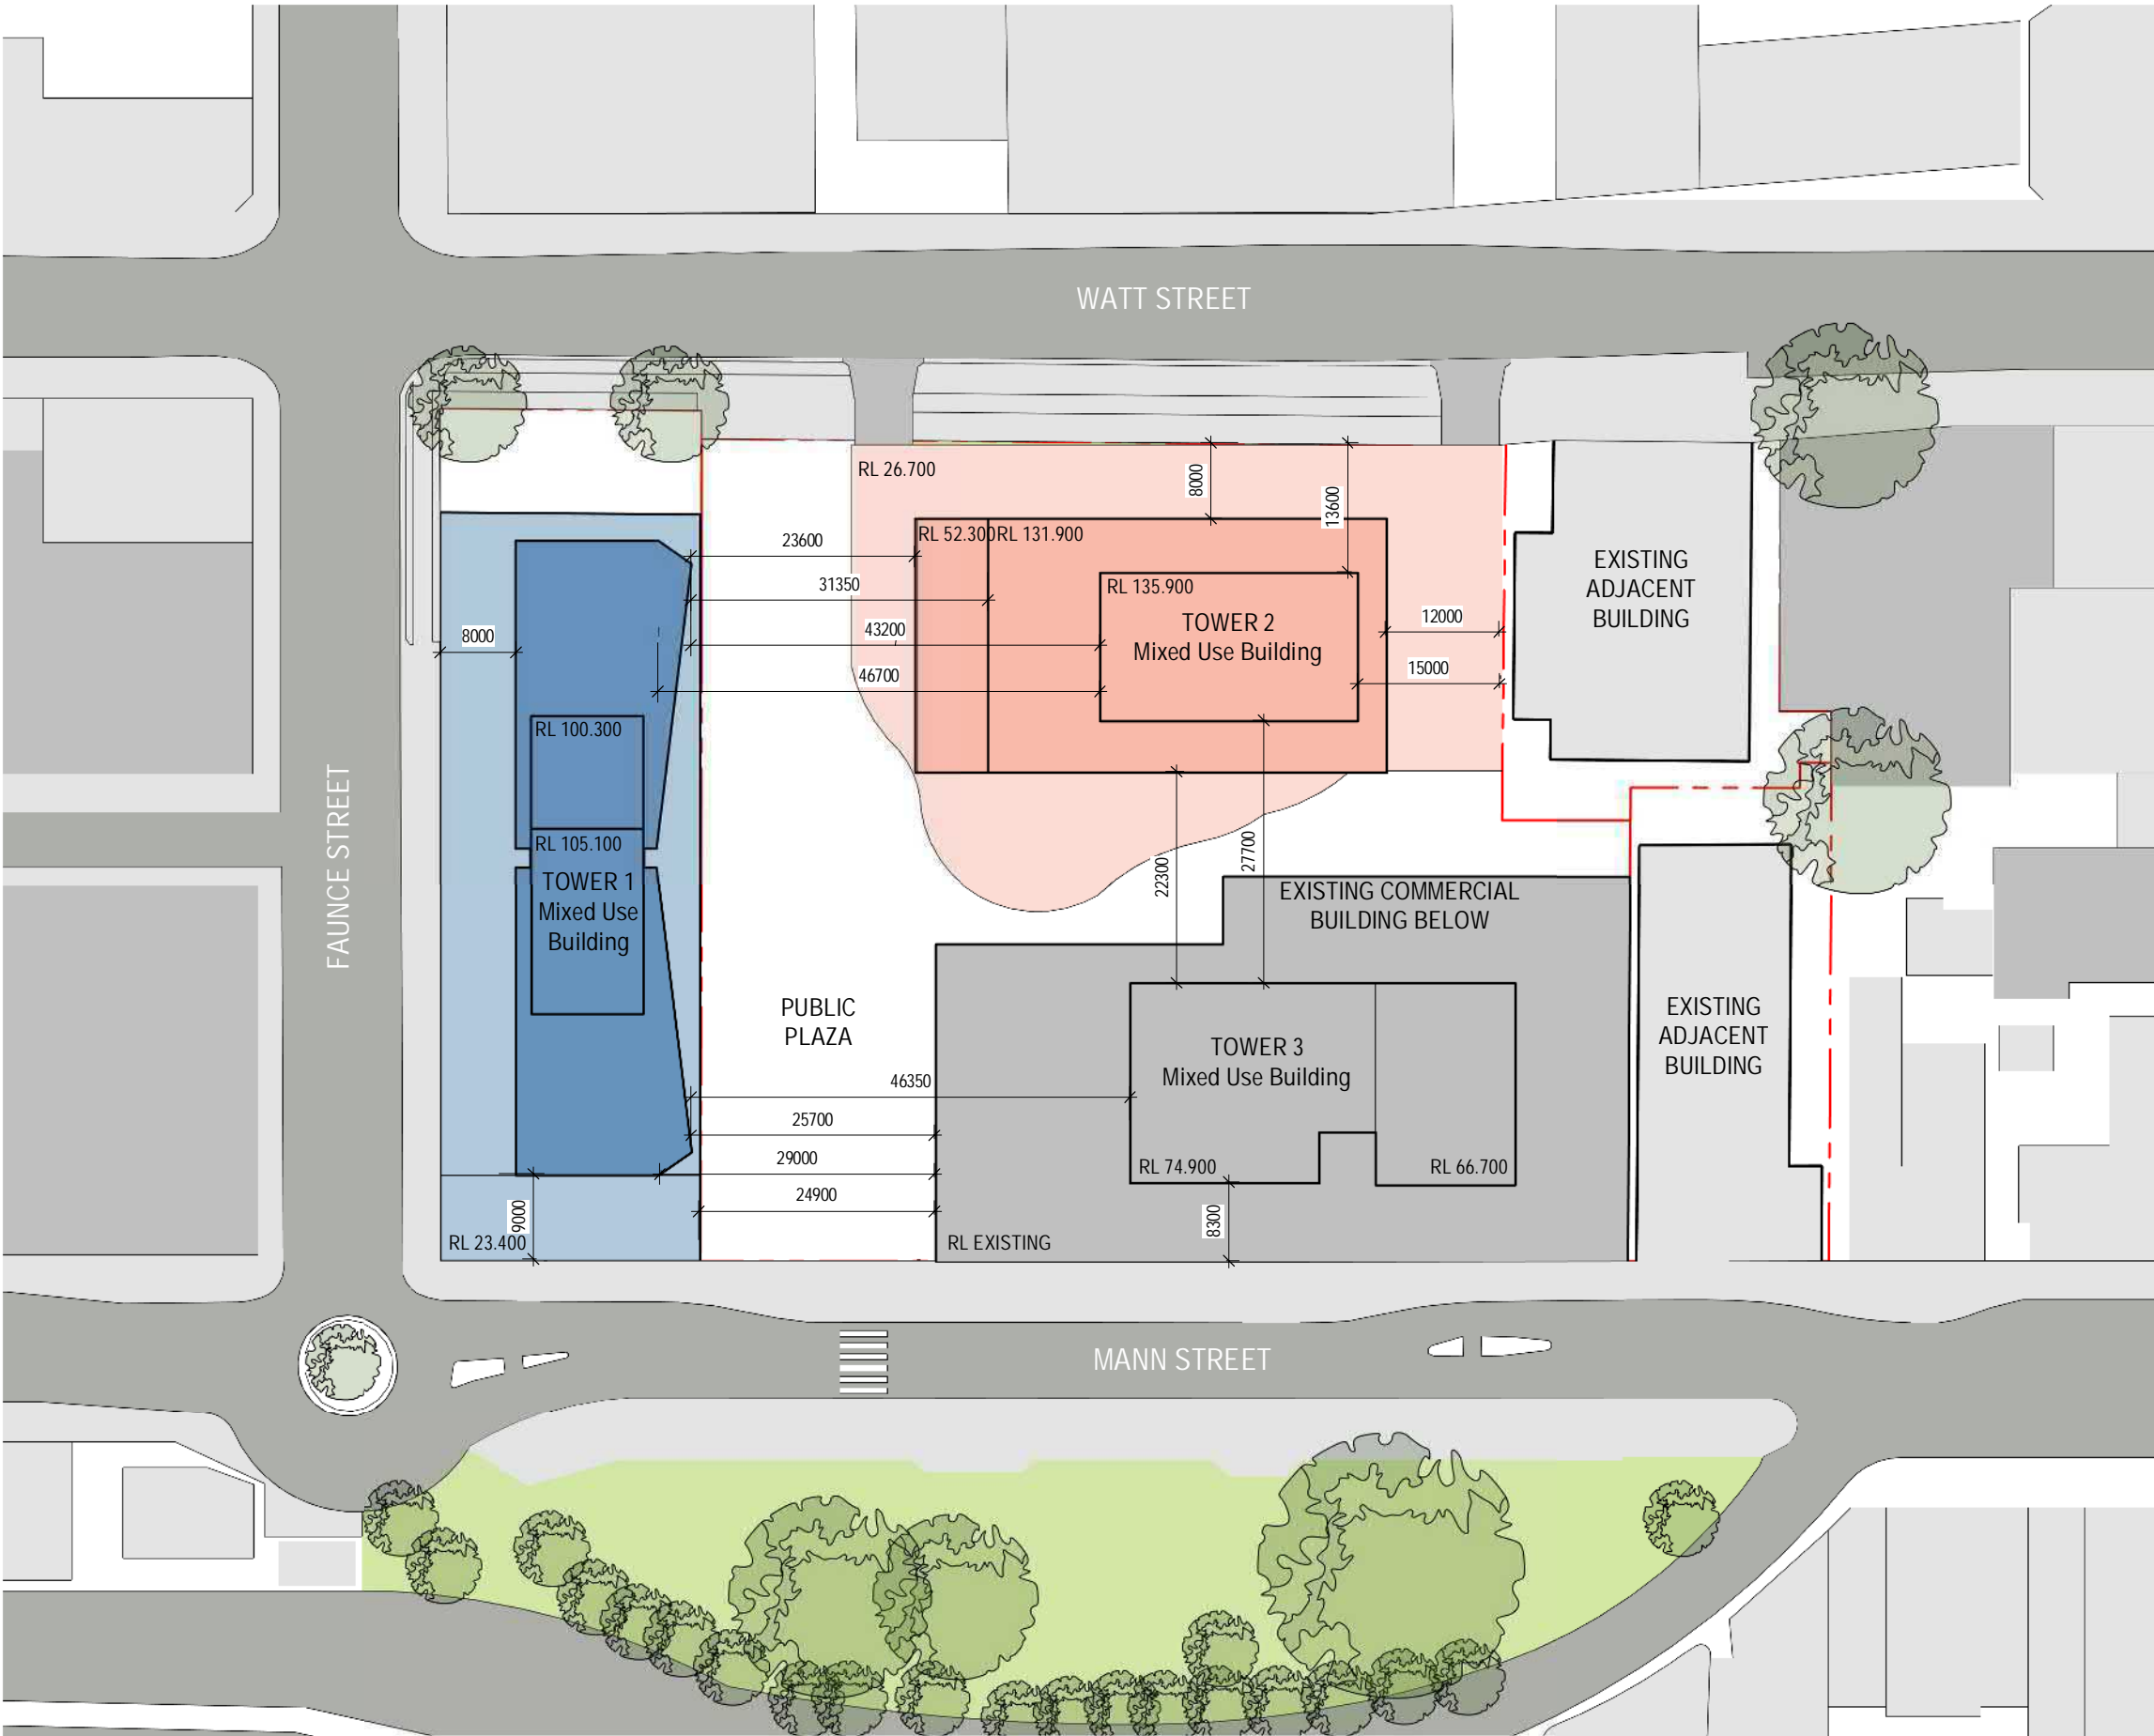 WATT STREET
RL 26.700
8000
13600
RL 52.300
RL 131.900
23600
31350
RL 135.900
TOWER 2
Mixed Use Building
43200
46700
12000
15000
EXISTING
ADJACENT
BUILDING
8000
RL 100.300
RL 105.100
TOWER 1
Mixed Use
Building
FAUNCE STREET
22300
27700
EXISTING COMMERCIAL
BUILDING BELOW
PUBLIC
PLAZA
TOWER 3
Mixed Use Building
EXISTING
ADJACENT
BUILDING
46350
25700
29000
24900
RL 74.900
RL 66.700
9000
8300
RL 23.400
RL EXISTING
MANN STREET